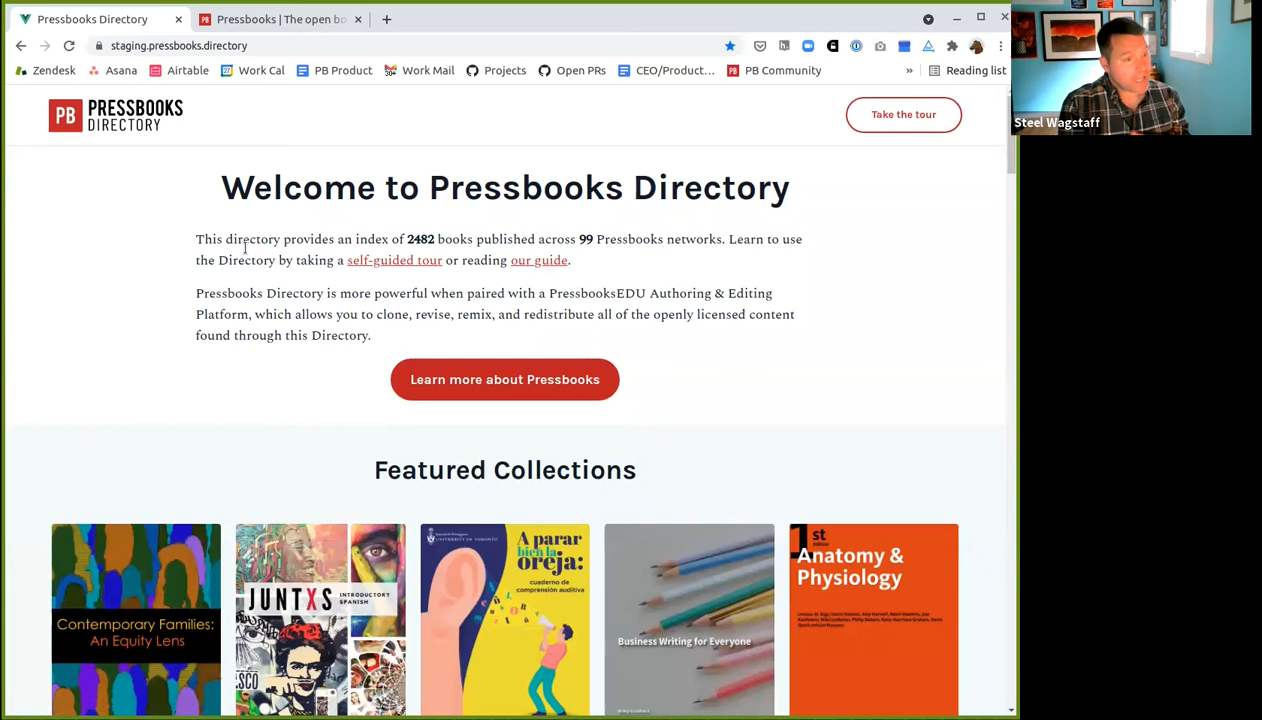 Pressbooks Directory
Pressbooks | The open bo
staging.pressbooks.directory
Zendesk
Asana
Airtable
Work Cal
PB Product
Work Mail
Projects
Open PRs
CEO/Product...
PB Community
»
Reading list
Steel Wagstaff
PB PRESSBOOKS
DIRECTORY
Take the tour
Welcome to Pressbooks Directory
This directory provides an index of 2482 books published across 99 Pressbooks networks. Learn to use
the Directory by taking a self-guided tour or reading our guide.
Pressbooks Directory is more powerful when paired with a PressbooksEDU Authoring & Editing
Platform, which allows you to clone, revise, remix, and redistribute all of the openly licensed content
found through this Directory.
Learn more about Pressbooks
Featured Collections
Contemporary Families:
An Equity Lens
JUNTXS
INTRODUCTORY
SPANISH
UNIVERSITY OF TORONTO
A parar
bien la
oreja:
cuaderno de
comprensión auditiva
Business Writing for Everyone
1st
Edition
Anatomy &
Physiology